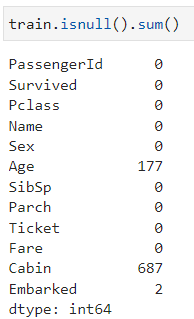 train.isnull().sum()
PassengerId 0
Survived 0
Pclass 0
Name 0
Sex 0
Age 177
SibSp 0
Parch 0
Ticket 0
Fare 0
Cabin 687
Embarked 2
dtype: int64